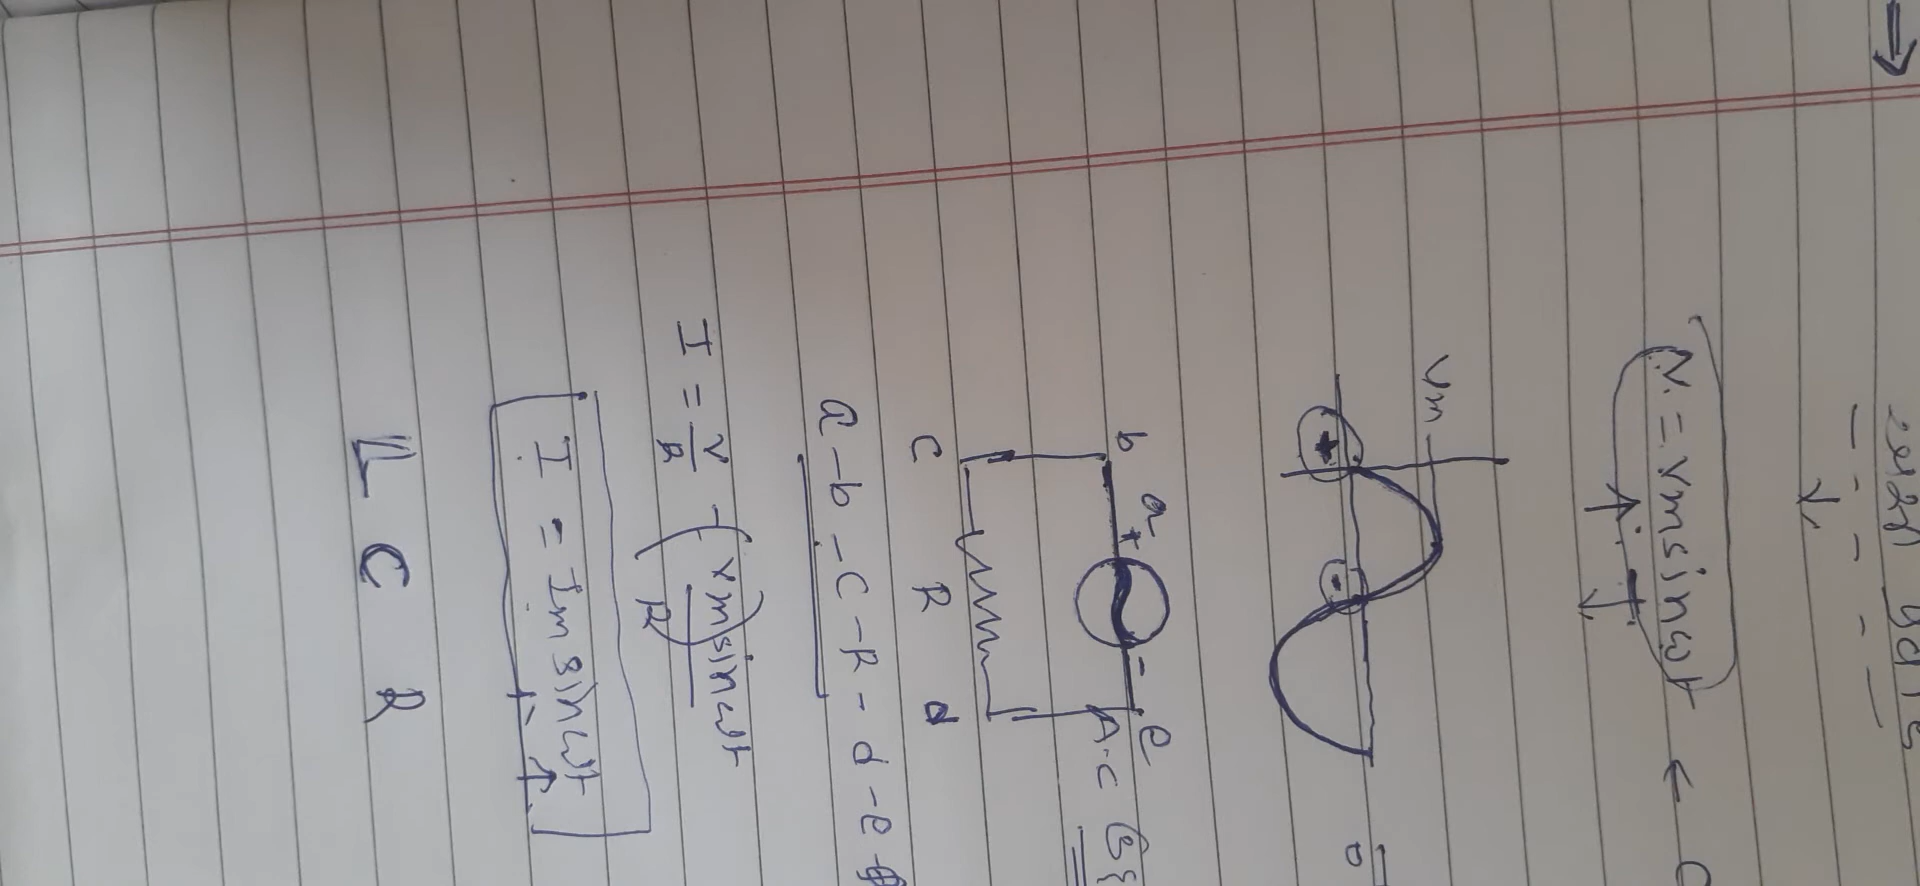 V = Vmsinωt
Vm
a + -
b e
A.C
C R d
a - b - C - R - d - e
I = V/R - (Vmsinωt/R)
I = Im sinωt
L C R